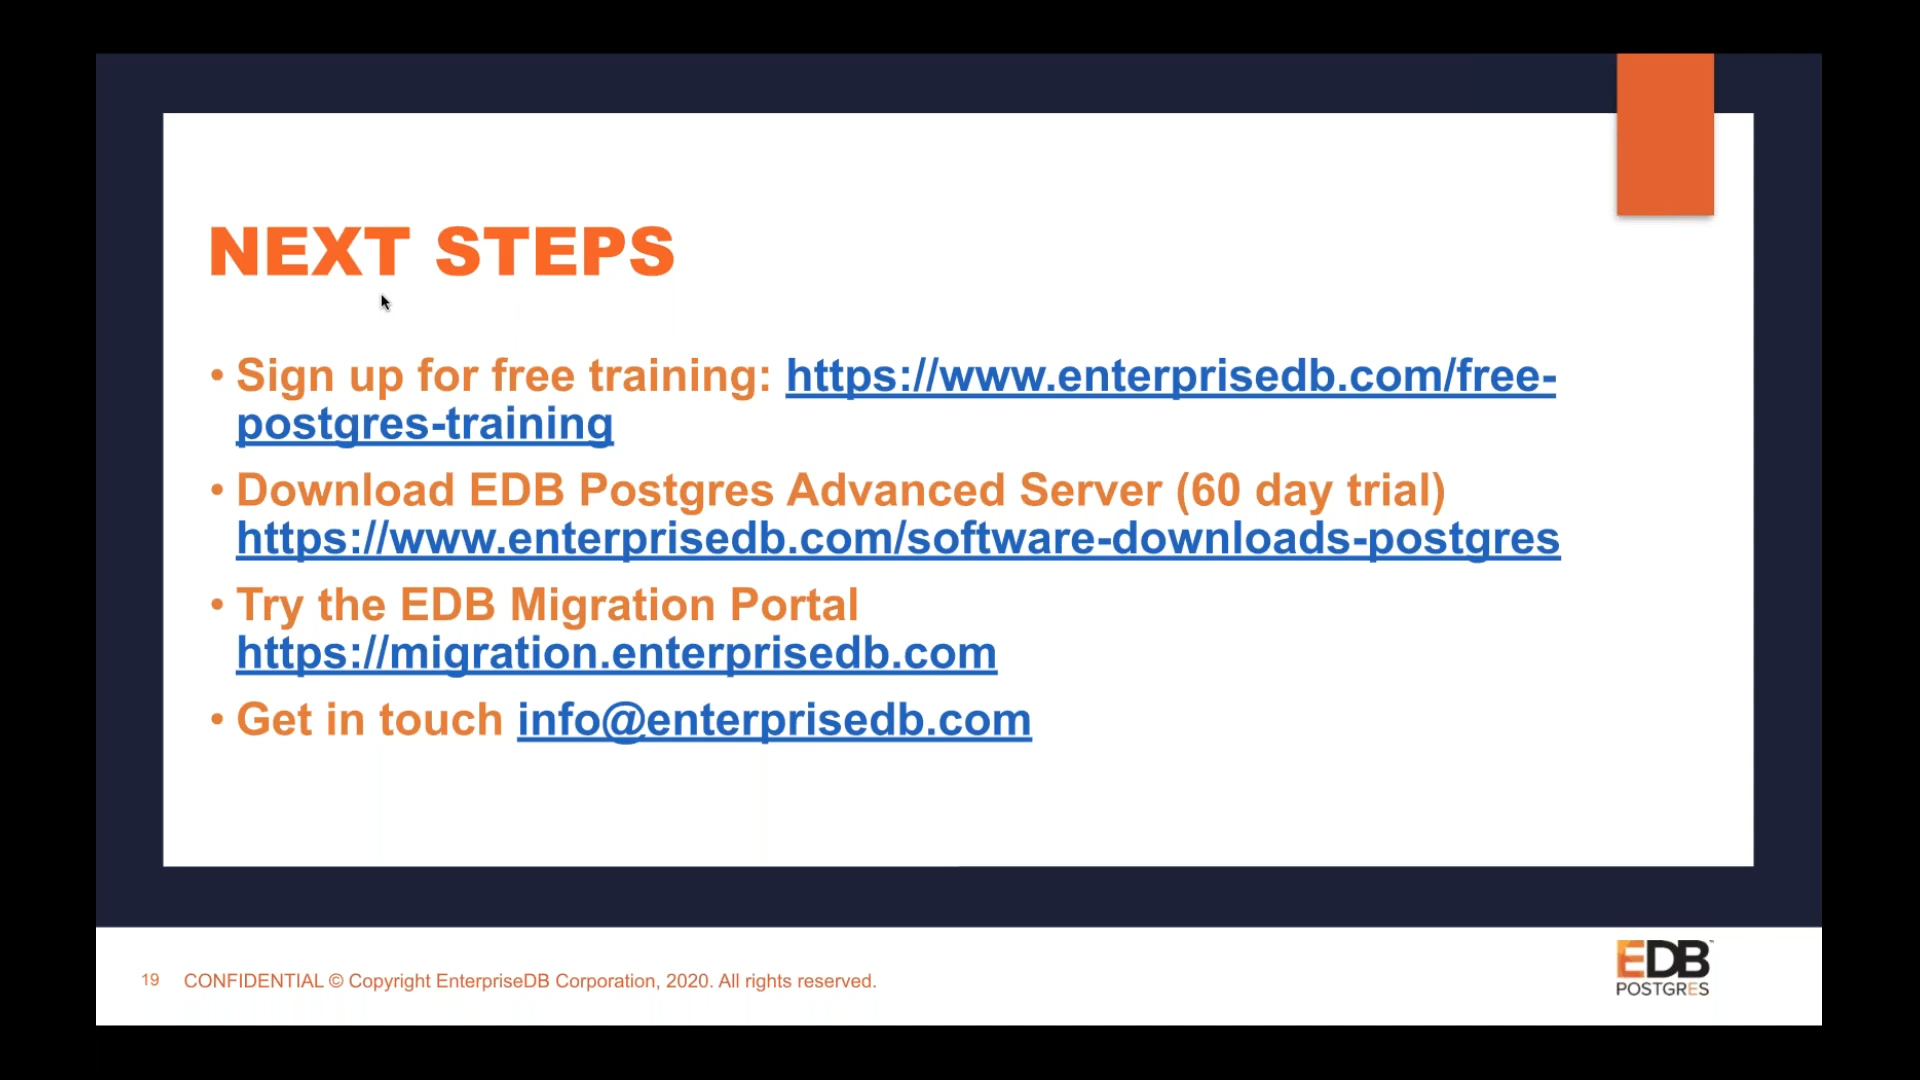 NEXT STEPS
• Sign up for free training: https://www.enterprisedb.com/free-
postgres-training
• Download EDB Postgres Advanced Server (60 day trial)
https://www.enterprisedb.com/software-downloads-postgres
• Try the EDB Migration Portal
https://migration.enterprisedb.com
• Get in touch info@enterprisedb.com
19 CONFIDENTIAL © Copyright EnterpriseDB Corporation, 2020. All rights reserved.
EDB™
POSTGRES